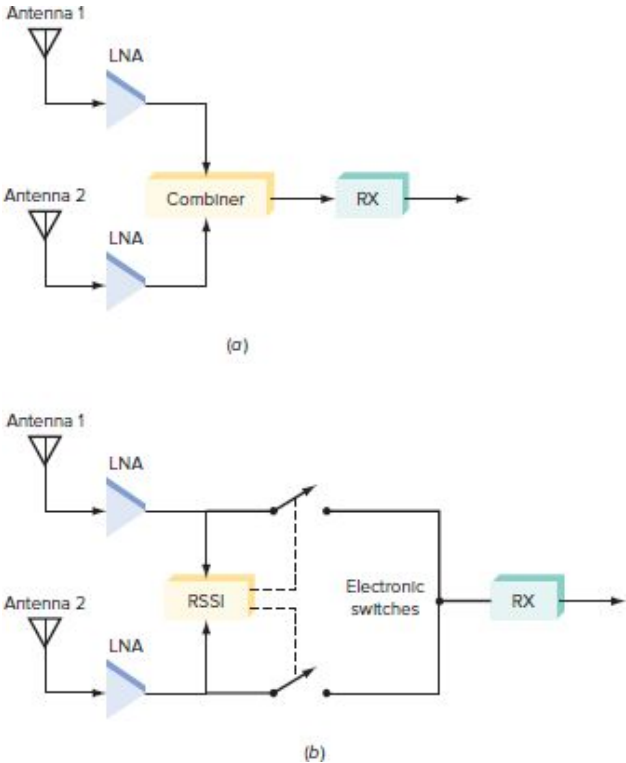 Antenna 1
LNA
Antenna 2
Combiner
RX
LNA
(a)
Antenna 1
LNA
Antenna 2
RSSI
Electronic
switches
RX
LNA
(b)